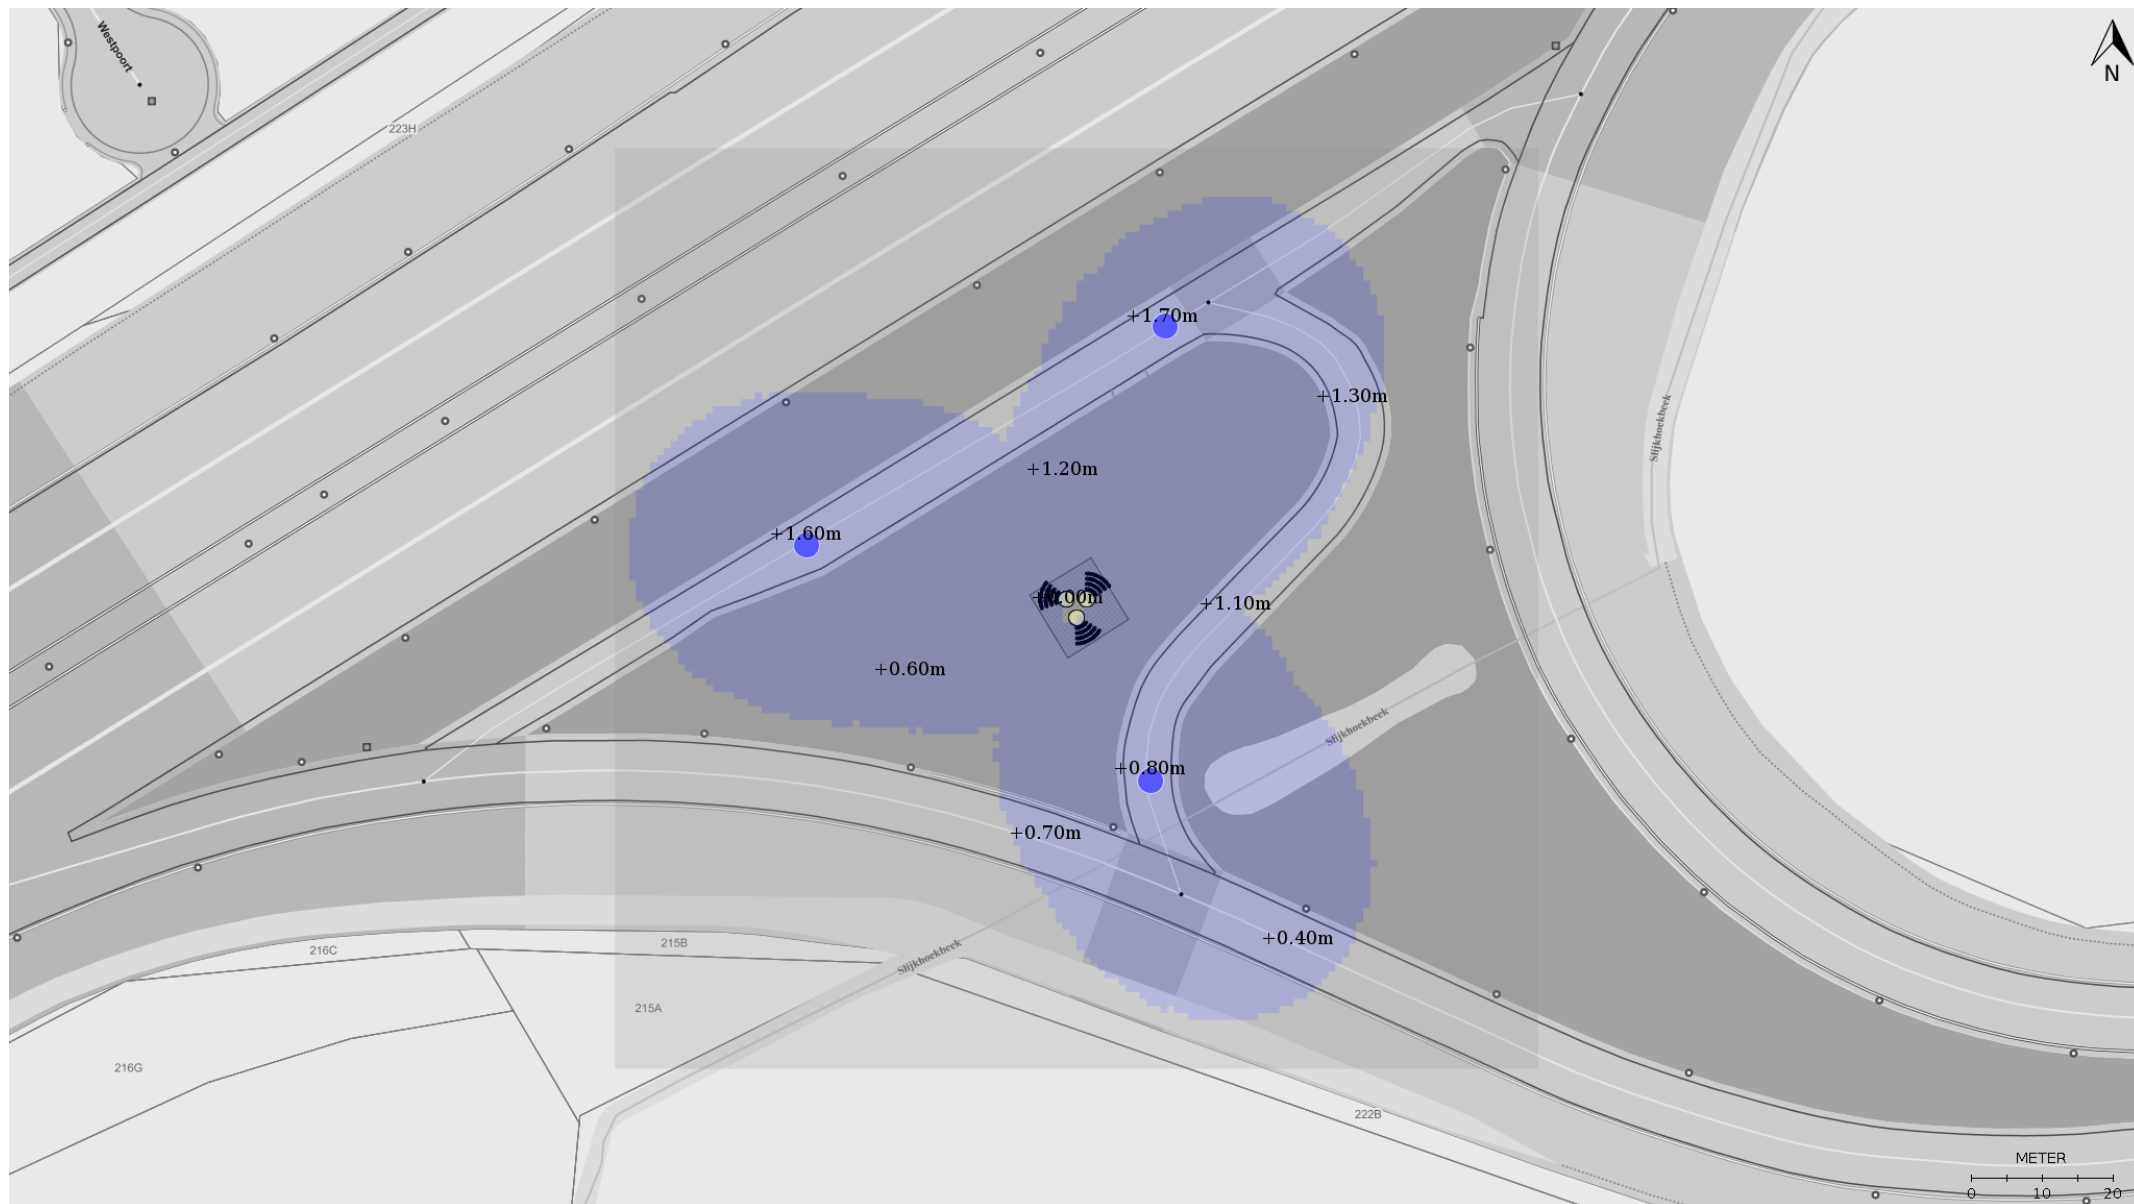 Westpoort
N
223H
+1.70m
+1.30m
Slijkhoekbeek
+1.20m
+1.60m
+1.10m
+0.60m
Slijkhoekbeek
+0.80m
+0.70m
+0.40m
216C
215B
Slijkhoekbeek
215A
216G
222B
METER
0 10 20